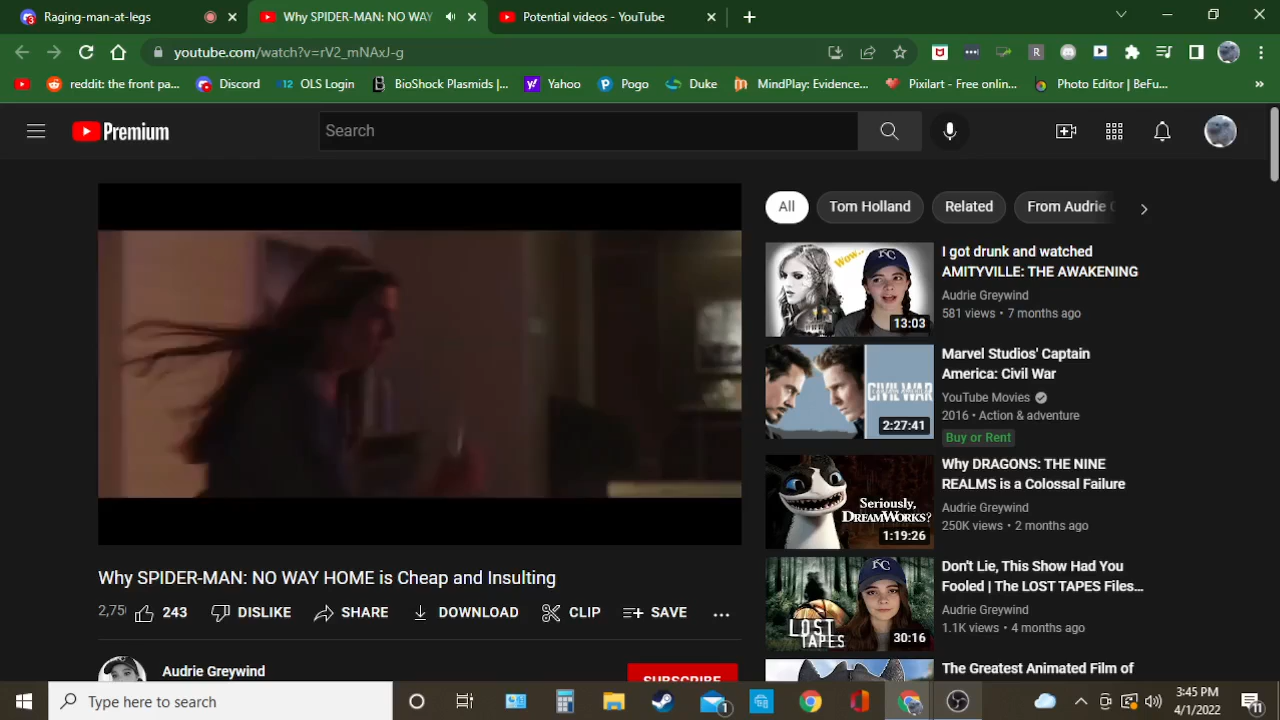 Raging-man-at-legs
Why SPIDER-MAN: NO WAY
Potential videos - YouTube
youtube.com/watch?v=rV2_mNAxJ-g
reddit: the front pa...
Discord
OLS Login
BioShock Plasmids |...
Yahoo
Pogo
Duke
MindPlay: Evidence...
Pixilart - Free onlin...
Photo Editor | BeFu...
Premium
Search
All
Tom Holland
Related
From Audrie G
I got drunk and watched
AMITYVILLE: THE AWAKENING
Audrie Greywind
581 views • 7 months ago
Wow..
KC
13:03
Marvel Studios' Captain
America: Civil War
YouTube Movies
2016 • Action & adventure
Buy or Rent
CIVIL WAR
2:27:41
Why DRAGONS: THE NINE
REALMS is a Colossal Failure
Audrie Greywind
250K views • 2 months ago
Seriously,
DREAMWORKS?
1:19:26
Don't Lie, This Show Had You
Fooled | The LOST TAPES Files...
Audrie Greywind
1.1K views • 4 months ago
KC
LOST
TAPES
30:16
The Greatest Animated Film of
Why SPIDER-MAN: NO WAY HOME is Cheap and Insulting
2,75
243
DISLIKE
SHARE
DOWNLOAD
CLIP
SAVE
Audrie Greywind
SUBSCRIBE
Type here to search
1
3:45 PM
4/1/2022
11